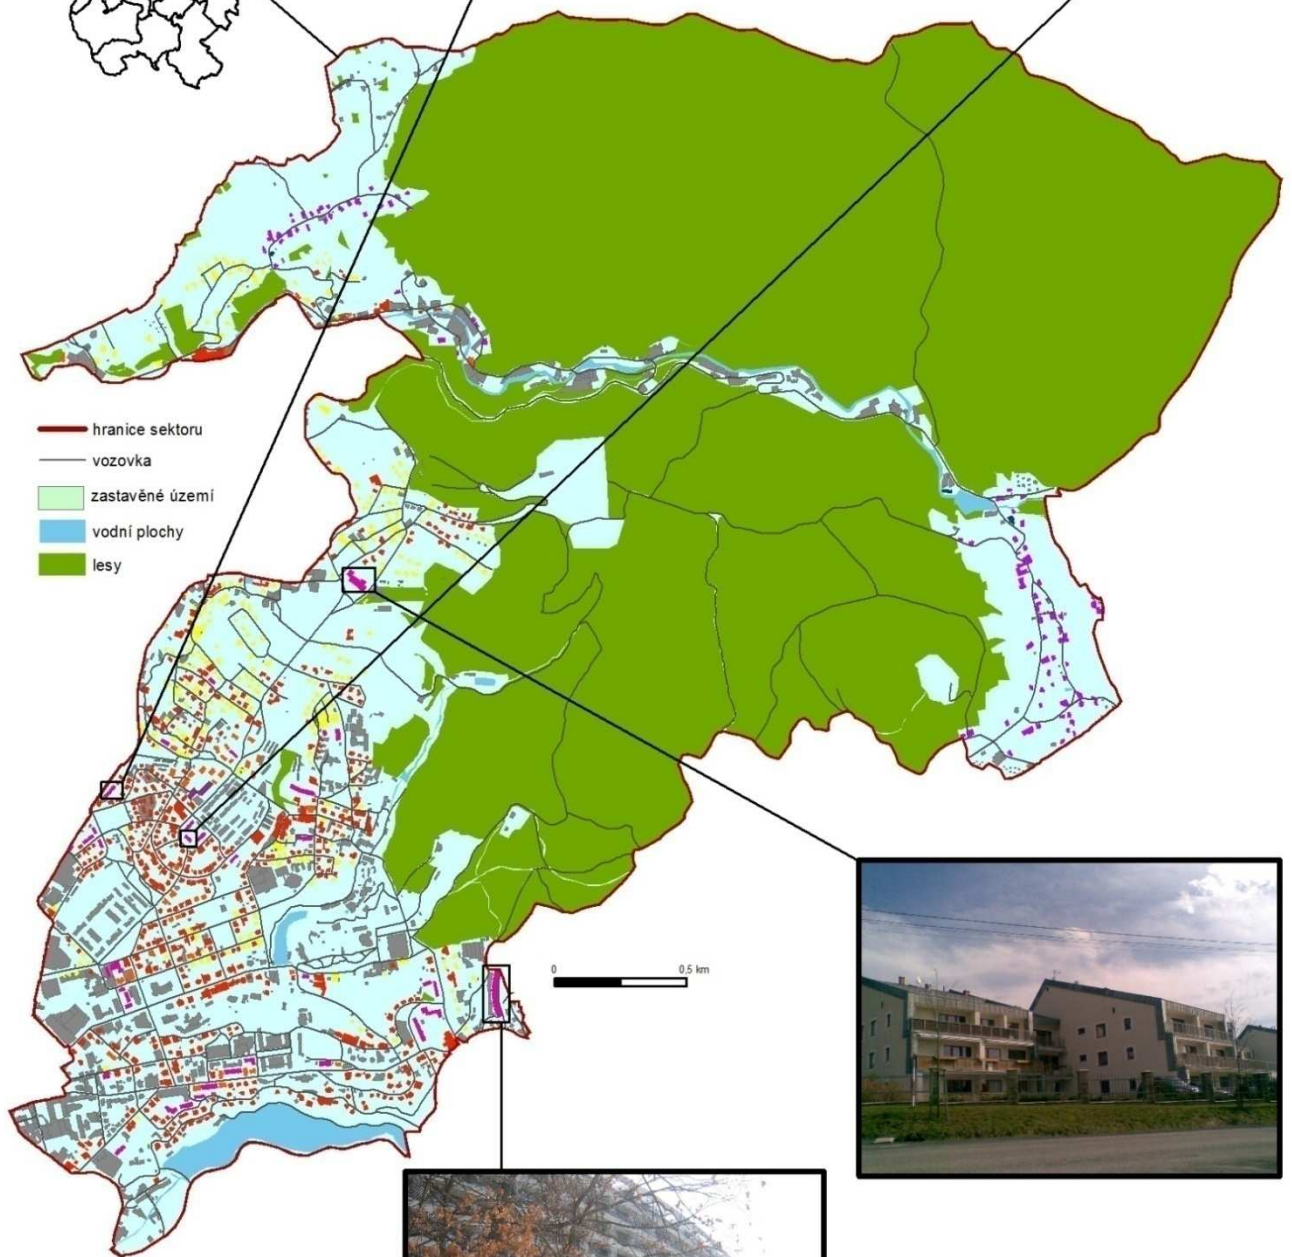 hranice sektoru
vozovka
zastavěné území
vodní plochy
lesy
0 0,5 km